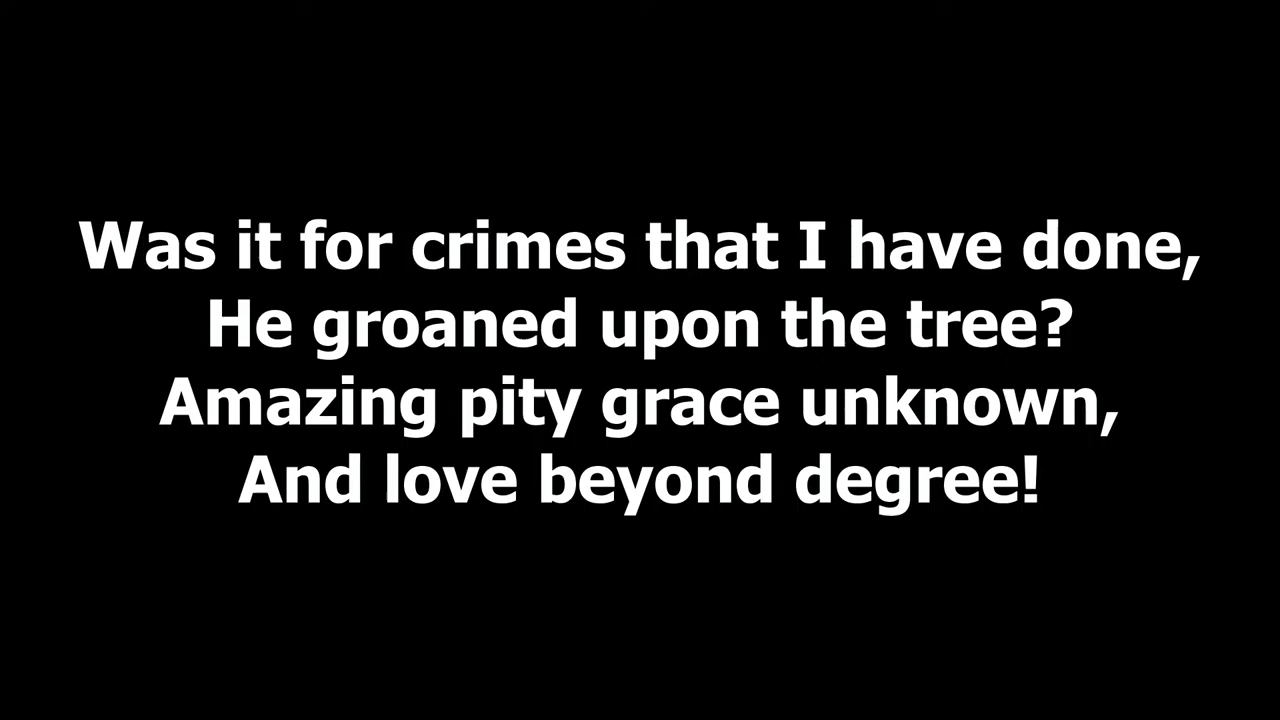 Was it for crimes that I have done,
He groaned upon the tree?
Amazing pity grace unknown,
And love beyond degree!